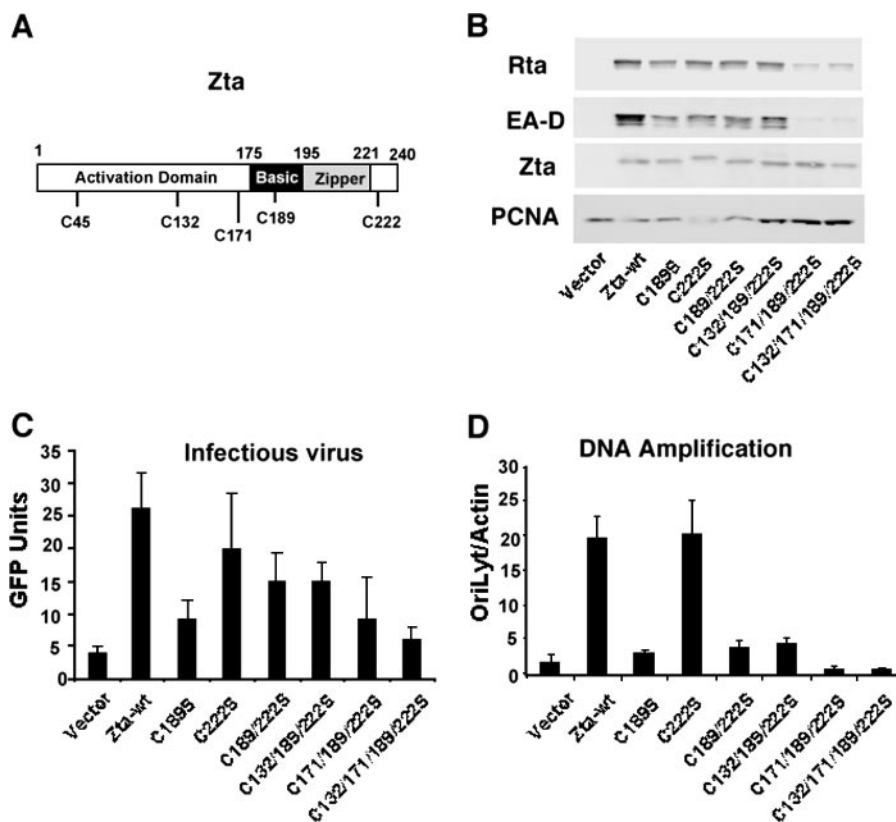 A
Zta
1 175 195 221 240
Activation Domain Basic Zipper
C45 C132 C171 C189 C222
B
Rta
EA-D
Zta
PCNA
Vector
Zta-wt
C189S
C222S
C189/222S
C132/189/222S
C171/189/222S
C132/171/189/222S
C
Infectious virus
GFP Units
35
30
25
20
15
10
5
0
Vector
Zta-wt
C189S
C222S
C189/222S
C132/189/222S
C171/189/222S
C132/171/189/222S
D
DNA Amplification
OriLyt/Actin
30
25
20
15
10
5
0
Vector
Zta-wt
C189S
C222S
C189/222S
C132/189/222S
C171/189/222S
C132/171/189/222S